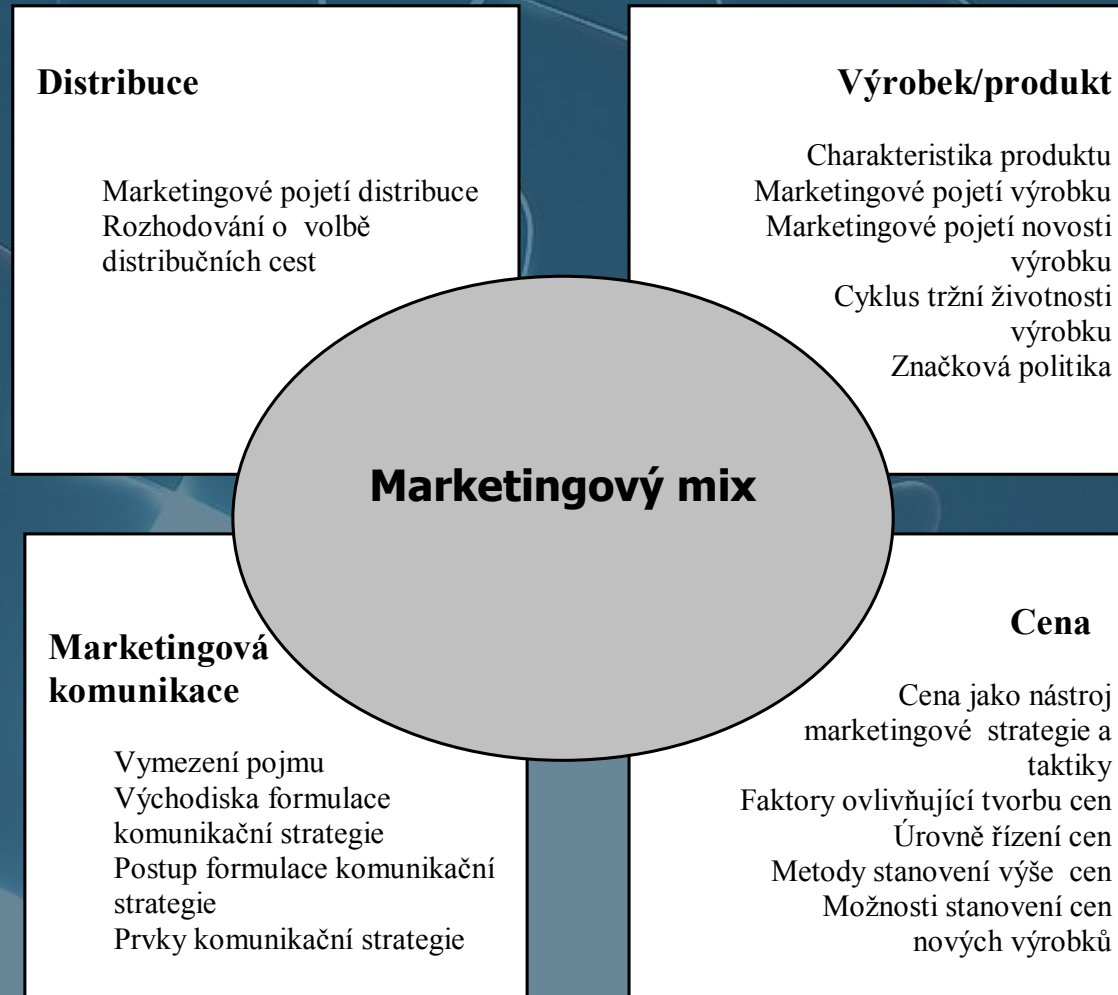 Distribuce
Marketingové pojetí distribuce
Rozhodování o volbě
distribučních cest
Výrobek/produkt
Charakteristika produktu
Marketingové pojetí výrobku
Marketingové pojetí novosti
výrobku
Cyklus tržní životnosti
výrobku
Značková politika
Marketingový mix
Marketingová
komunikace
Vymezení pojmu
Východiska formulace
komunikační strategie
Postup formulace komunikační
strategie
Prvky komunikační strategie
Cena
Cena jako nástroj
marketingové strategie a
taktiky
Faktory ovlivňující tvorbu cen
Úrovně řízení cen
Metody stanovení výše cen
Možnosti stanovení cen
nových výrobků